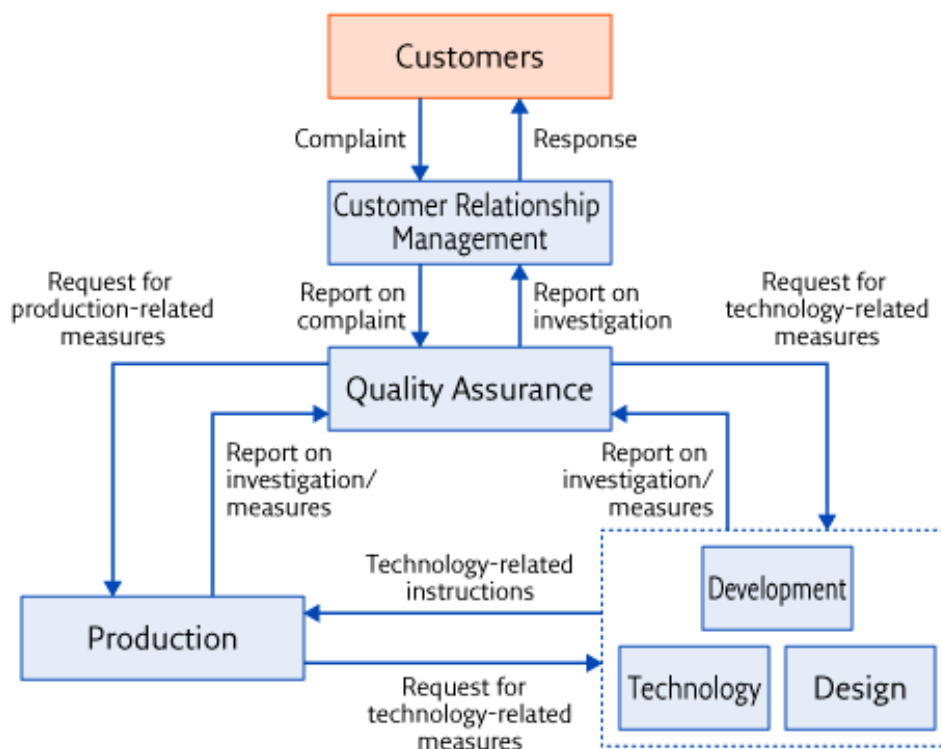 Customers
Complaint
Response
Customer Relationship
Management
Request for
production-related
measures
Report on
complaint
Report on
investigation
Request for
technology-related
measures
Quality Assurance
Report on
investigation/
measures
Report on
investigation/
measures
Technology-related
instructions
Development
Production
Technology
Design
Request for
technology-related
measures